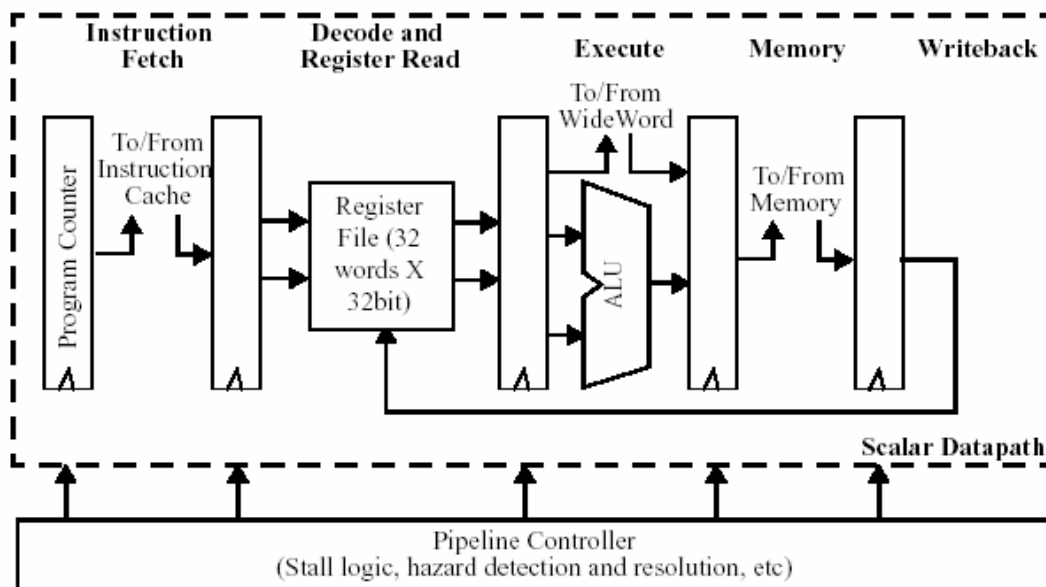 Instruction
Fetch
Decode and
Register Read
Execute
Memory
Writeback
To/From
WideWord
To/From
Instruction
Cache
Program Counter
Register
File (32
words X
32bit)
ALU
To/From
Memory
Scalar Datapath
Pipeline Controller
(Stall logic, hazard detection and resolution, etc)